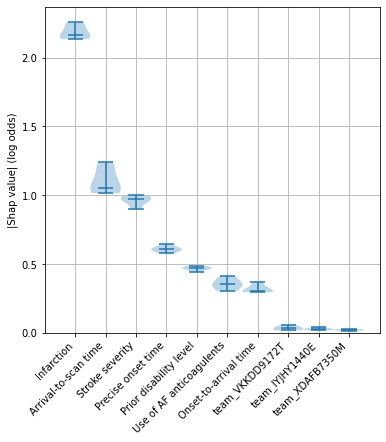 2.0
1.5
1.0
0.5
0.0
|Shap value| (log odds)
Infarction
Arrival-to-scan time
Stroke severity
Precise onset time
Prior disability level
Use of AF anticoagulents
Onset-to-arrival time
team_VKKDD9172T
team_IYJHY1440E
team_XDAFB7350M